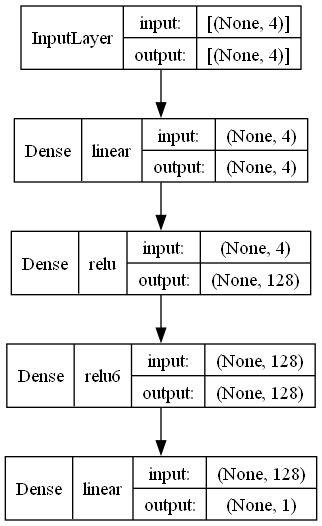 InputLayer input: [(None, 4)]
output: [(None, 4)]
Dense linear input: (None, 4)
output: (None, 4)
Dense relu input: (None, 4)
output: (None, 128)
Dense relu6 input: (None, 128)
output: (None, 128)
Dense linear input: (None, 128)
output: (None, 1)